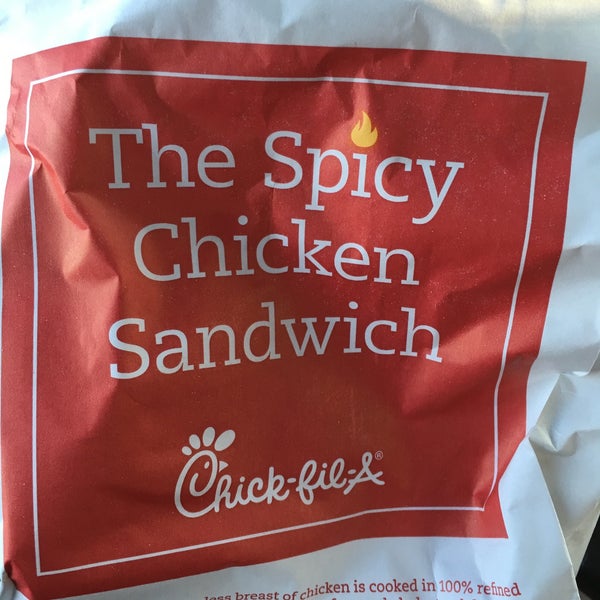 The Spicy
Chicken
Sandwich
Chick-fil-A®
breast of chicken is cooked in 100% refined